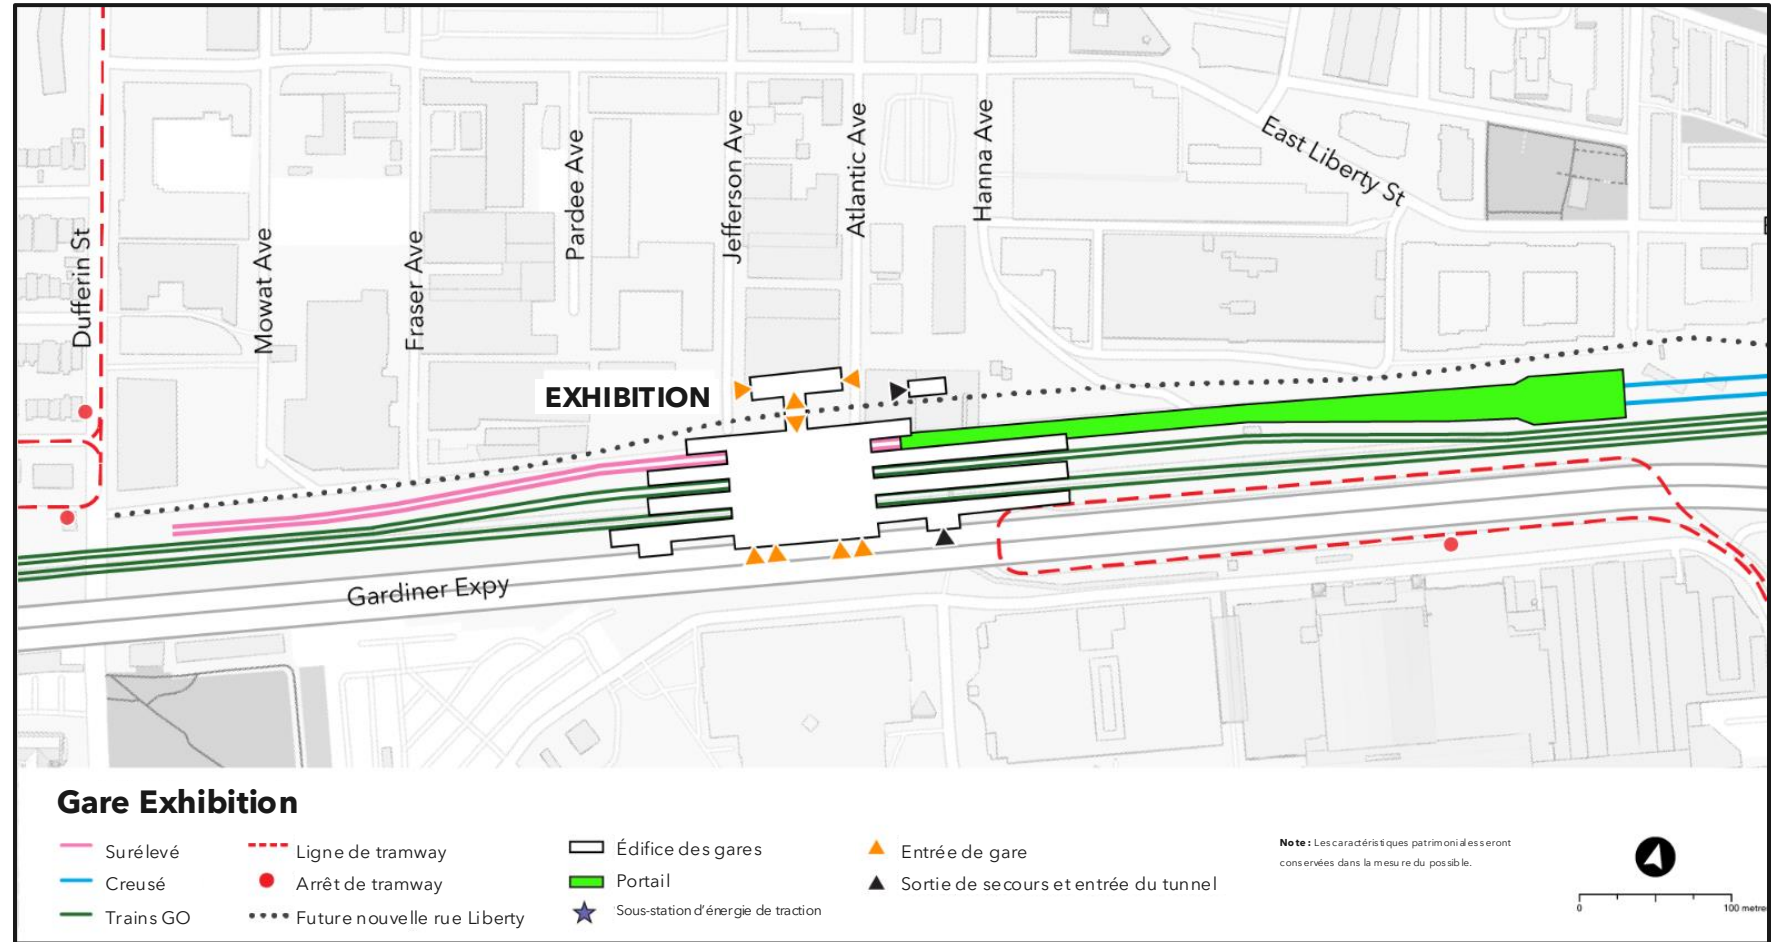 East Liberty St
Hanna Ave
Atlantic Ave
Jefferson Ave
Pardee Ave
Dufferin St
Mowat Ave
Fraser Ave
EXHIBITION
Gardiner Expy
Gare Exhibition
Surélevé
Creusé
Trains GO
Ligne de tramway
Arrêt de tramway
Future nouvelle rue Liberty
Édifice des gares
Portail
Sous-station d'énergie de traction
Entrée de gare
Sortie de secours et entrée du tunnel
Note : Les caractéristiques patrimoniales seront
conservées dans la mesure du possible.
0 100 metre